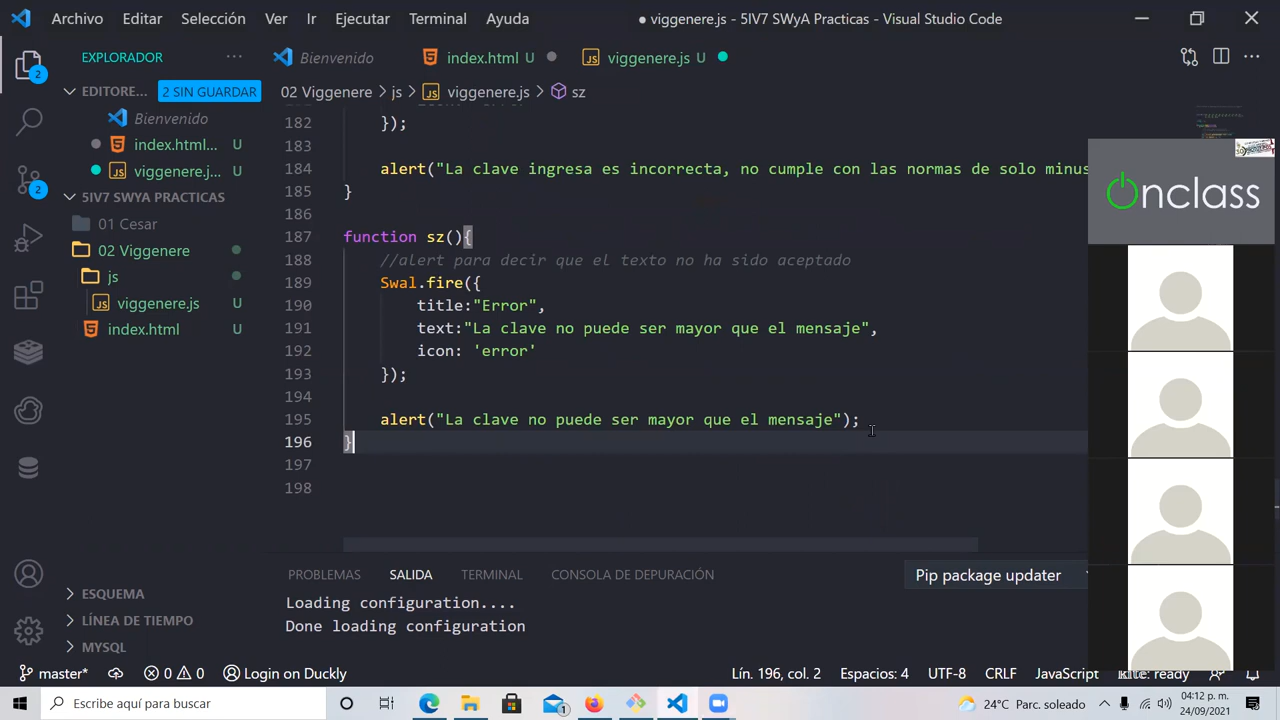 Archivo Editar Selección Ver Ir Ejecutar Terminal Ayuda ● viggenere.js - 5IV7 SWyA Practicas - Visual Studio Code
EXPLORADOR ··· Bienvenido index.html U viggenere.js U
EDITORE... 2 SIN GUARDAR
Bienvenido
index.html... U
viggenere.j... U
5IV7 SWYA PRACTICAS
01 Cesar
02 Viggenere
js
viggenere.js U
index.html U
ESQUEMA
LÍNEA DE TIEMPO
MYSQL
2
2
02 Viggenere > js > viggenere.js > sz
182 });
183
184 alert("La clave ingresa es incorrecta, no cumple con las normas de solo minus
185 }
186
187 function sz(){
188 //alert para decir que el texto no ha sido aceptado
189 Swal.fire({
190 title:"Error",
191 text:"La clave no puede ser mayor que el mensaje",
192 icon: 'error'
193 });
194
195 alert("La clave no puede ser mayor que el mensaje");
196 }
197
198
Onclass
PROBLEMAS SALIDA TERMINAL CONSOLA DE DEPURACIÓN Pip package updater
Loading configuration....
Done loading configuration
master* 0 0 Login on Duckly Lín. 196, col. 2 Espacios: 4 UTF-8 CRLF JavaScript Kite: ready
Escribe aquí para buscar 1 24°C Parc. soleado 04:12 p. m.
24/09/2021